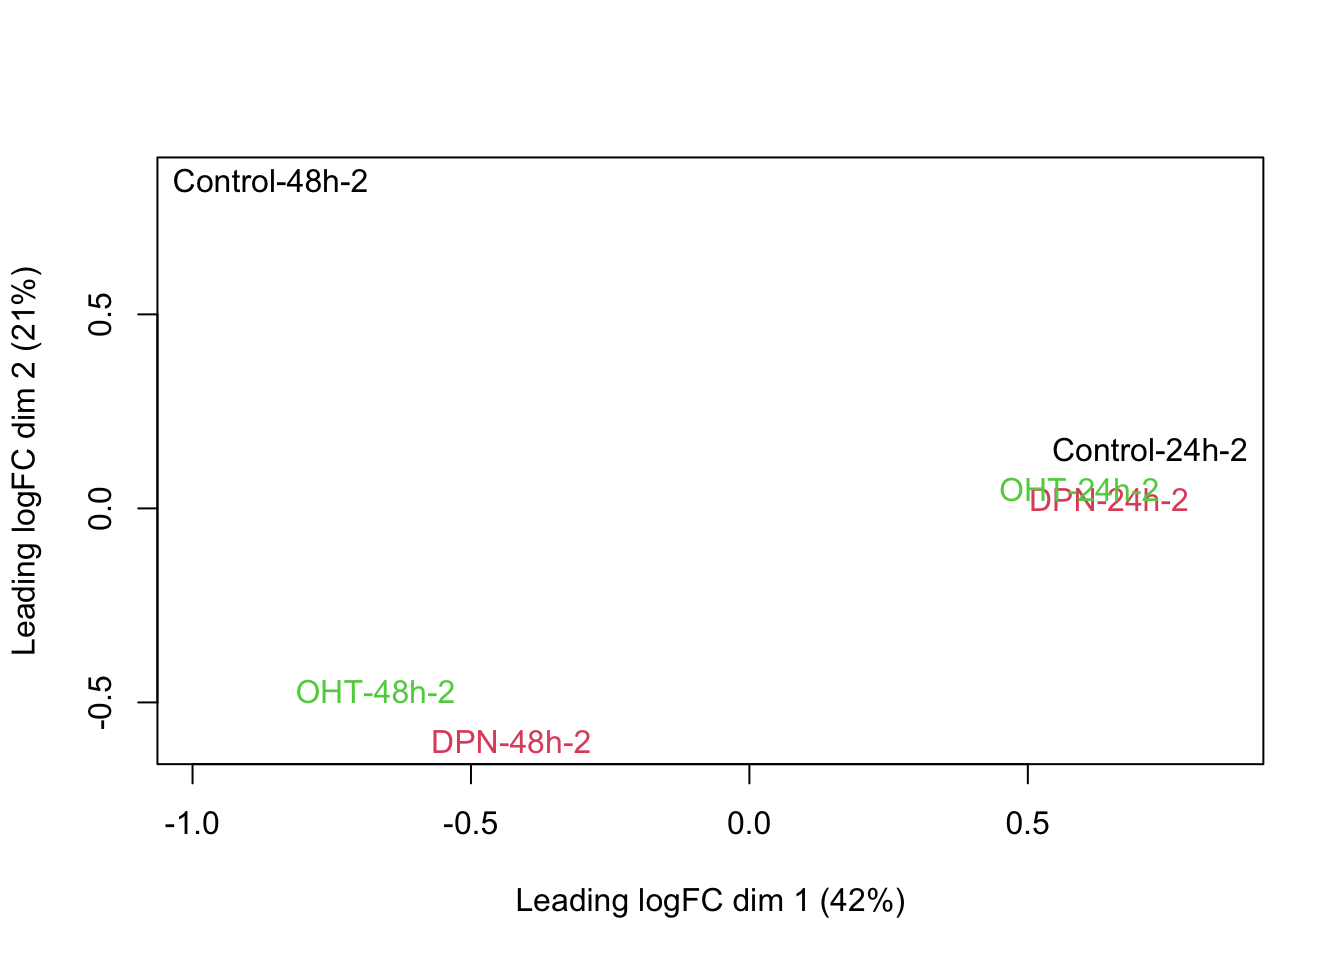 Control-48h-2
Control-24h-2
OHT-24h-2
DPN-24h-2
OHT-48h-2
DPN-48h-2
Leading logFC dim 2 (21%)
0.5
0.0
-0.5
-1.0
-0.5
0.0
0.5
Leading logFC dim 1 (42%)